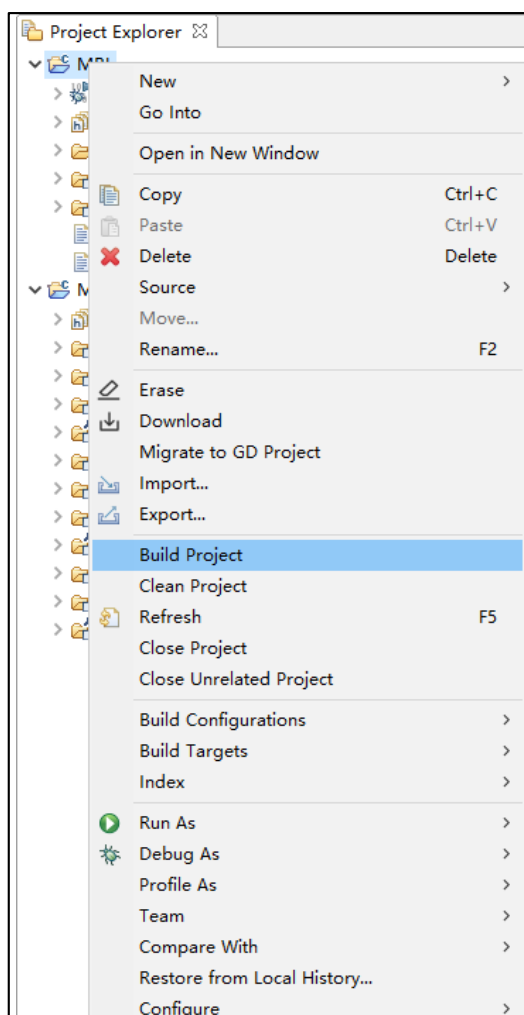 Project Explorer
New
Go Into
Open in New Window
Copy Ctrl+C
Paste Ctrl+V
Delete Delete
Source
Move...
Rename... F2
Erase
Download
Migrate to GD Project
Import...
Export...
Build Project
Clean Project
Refresh F5
Close Project
Close Unrelated Project
Build Configurations
Build Targets
Index
Run As
Debug As
Profile As
Team
Compare With
Restore from Local History...
Configure